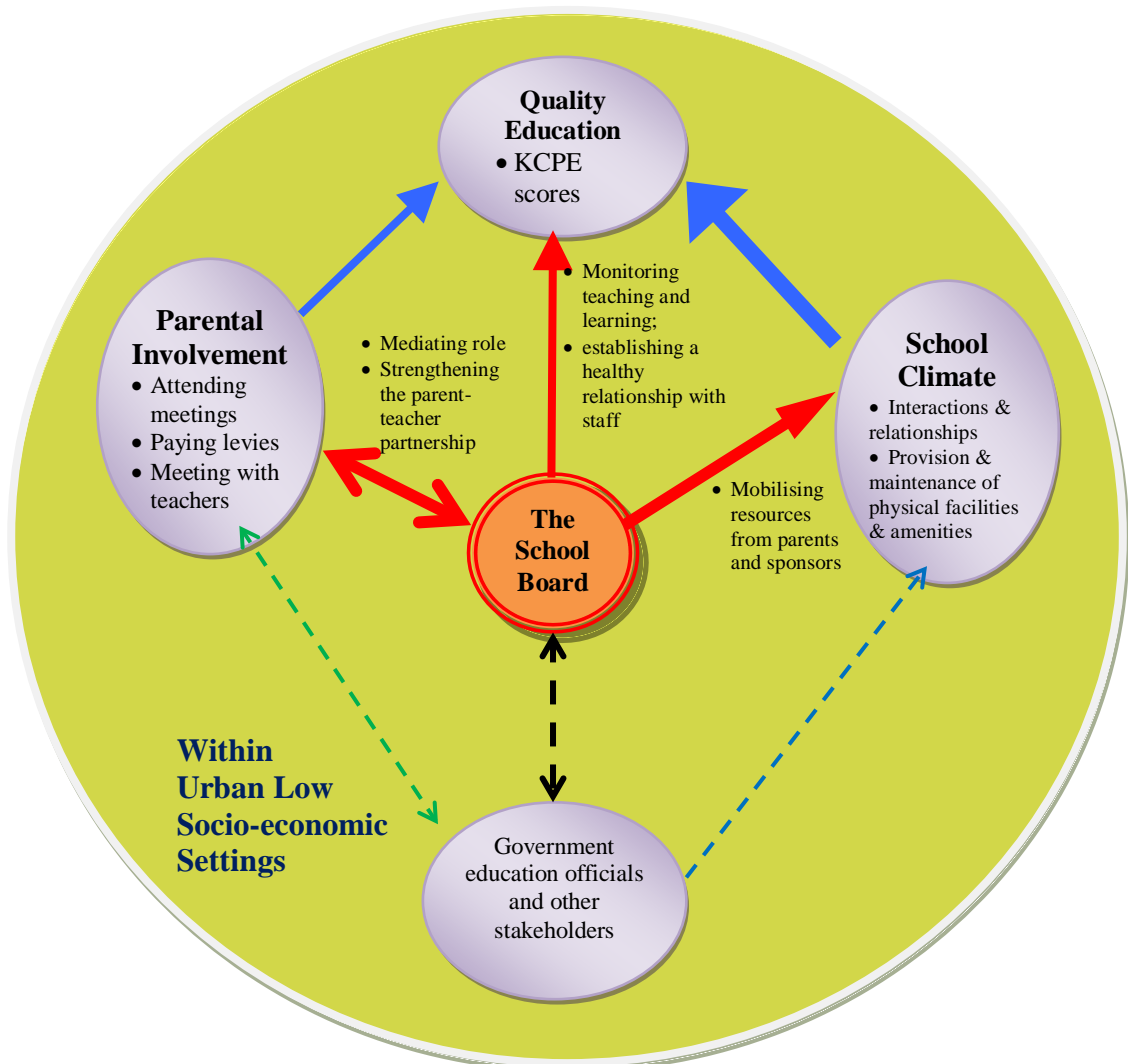 Quality
Education
• KCPE
scores
Parental
Involvement
• Attending
meetings
• Paying levies
• Meeting with
teachers
• Mediating role
• Strengthening
the parent-
teacher
partnership
• Monitoring
teaching and
learning;
• establishing a
healthy
relationship with
staff
School
Climate
• Interactions &
relationships
• Provision &
maintenance of
physical facilities
& amenities
• Mobilising
resources
from parents
and sponsors
The
School
Board
Within
Urban Low
Socio-economic
Settings
Government
education officials
and other
stakeholders